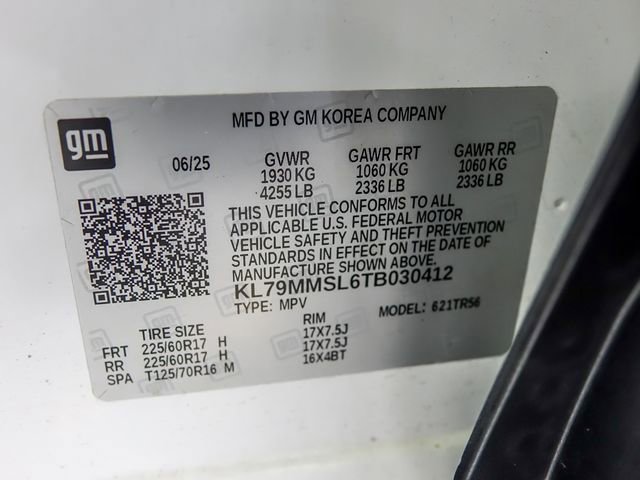 gm
MFD BY GM KOREA COMPANY
06/25 GVWR GAWR FRT GAWR RR
1930 KG 1060 KG 1060 KG
4255 LB 2336 LB 2336 LB
THIS VEHICLE CONFORMS TO ALL
APPLICABLE U.S. FEDERAL MOTOR
VEHICLE SAFETY AND THEFT PREVENTION
STANDARDS IN EFFECT ON THE DATE OF
MANUFACTURE SHOWN ABOVE.
KL79MMSL6TB030412
TYPE: MPV MODEL: 621TR56
TIRE SIZE RIM
FRT 225/60R17 H 17X7.5J
RR 225/60R17 H 17X7.5J
SPA T125/70R16 M 16X4BT